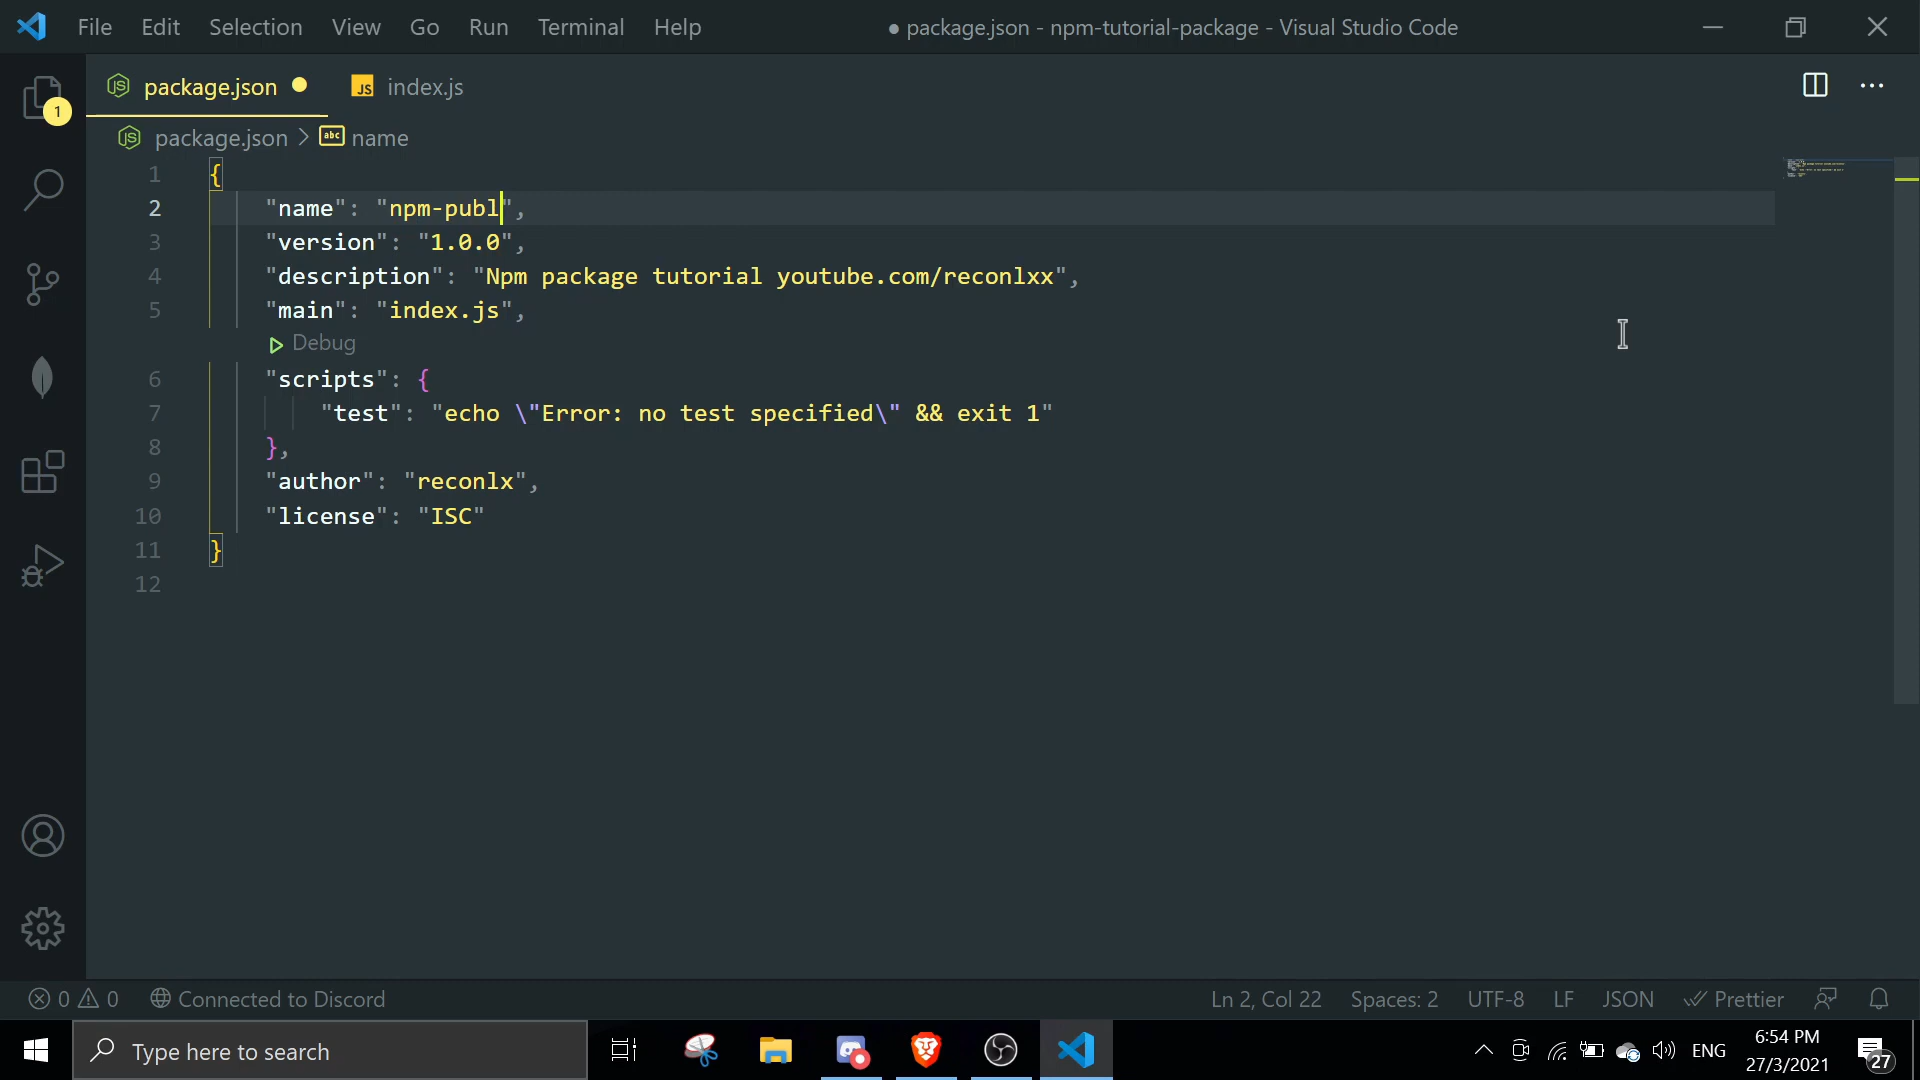 File Edit Selection View Go Run Terminal Help ● package.json - npm-tutorial-package - Visual Studio Code
package.json ● JS index.js
1
package.json > abc name
1 {
2 "name": "npm-publ",
3 "version": "1.0.0",
4 "description": "Npm package tutorial youtube.com/reconlxx",
5 "main": "index.js",
Debug
6 "scripts": {
7 "test": "echo \"Error: no test specified\" && exit 1"
8 },
9 "author": "reconlx",
10 "license": "ISC"
11 }
12
0 0 Connected to Discord Ln 2, Col 22 Spaces: 2 UTF-8 LF JSON Prettier
Type here to search ENG 6:54 PM
27/3/2021 27